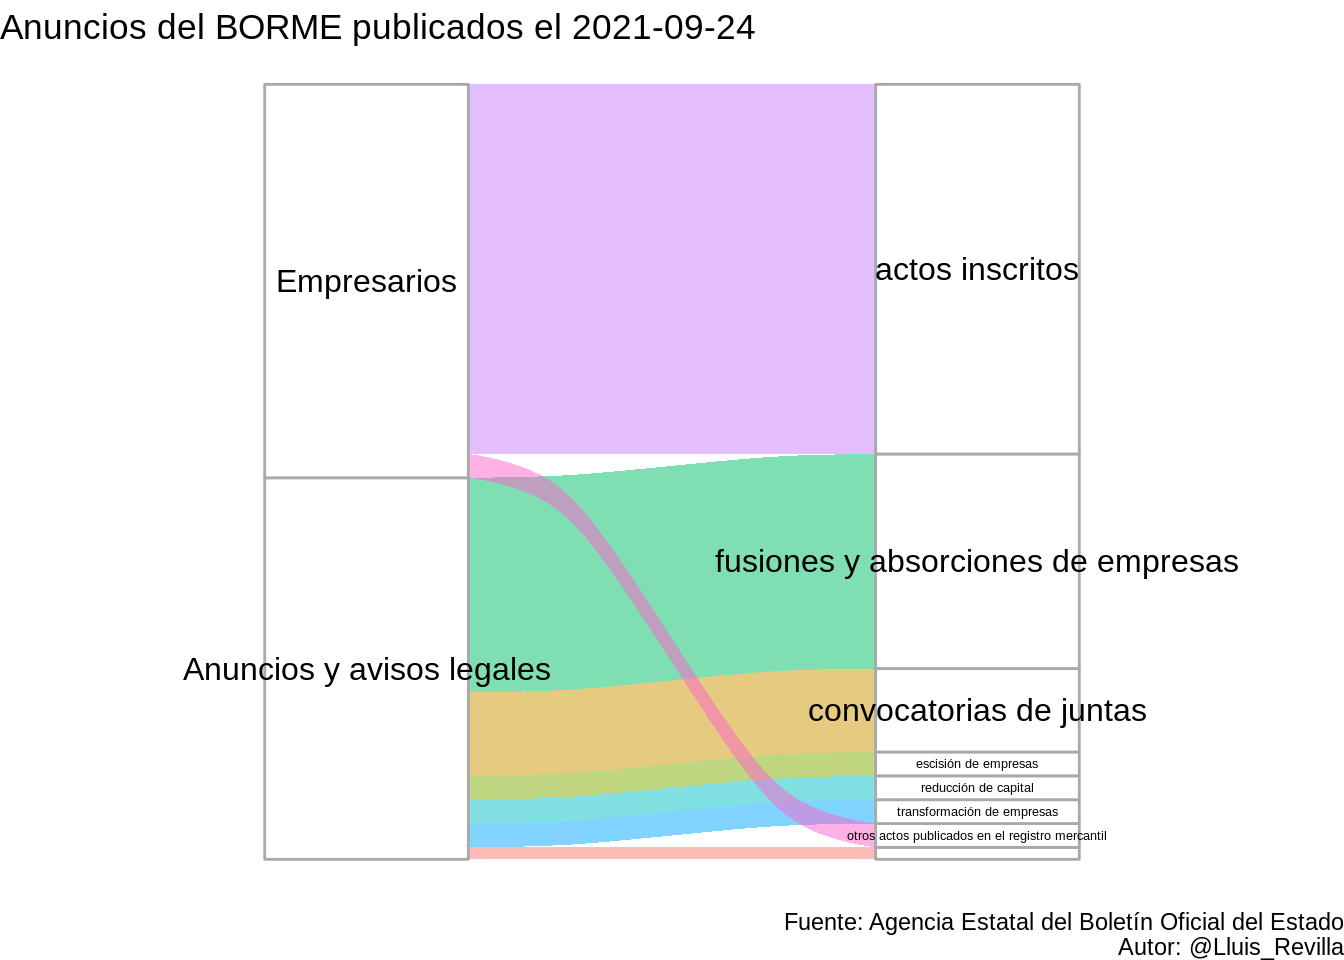 Anuncios del BORME publicados el 2021-09-24
Empresarios
actos inscritos
fusiones y absorciones de empresas
Anuncios y avisos legales
convocatorias de juntas
escisión de empresas
reducción de capital
transformación de empresas
otros actos publicados en el registro mercantil
Fuente: Agencia Estatal del Boletín Oficial del Estado
Autor: @Lluis_Revilla